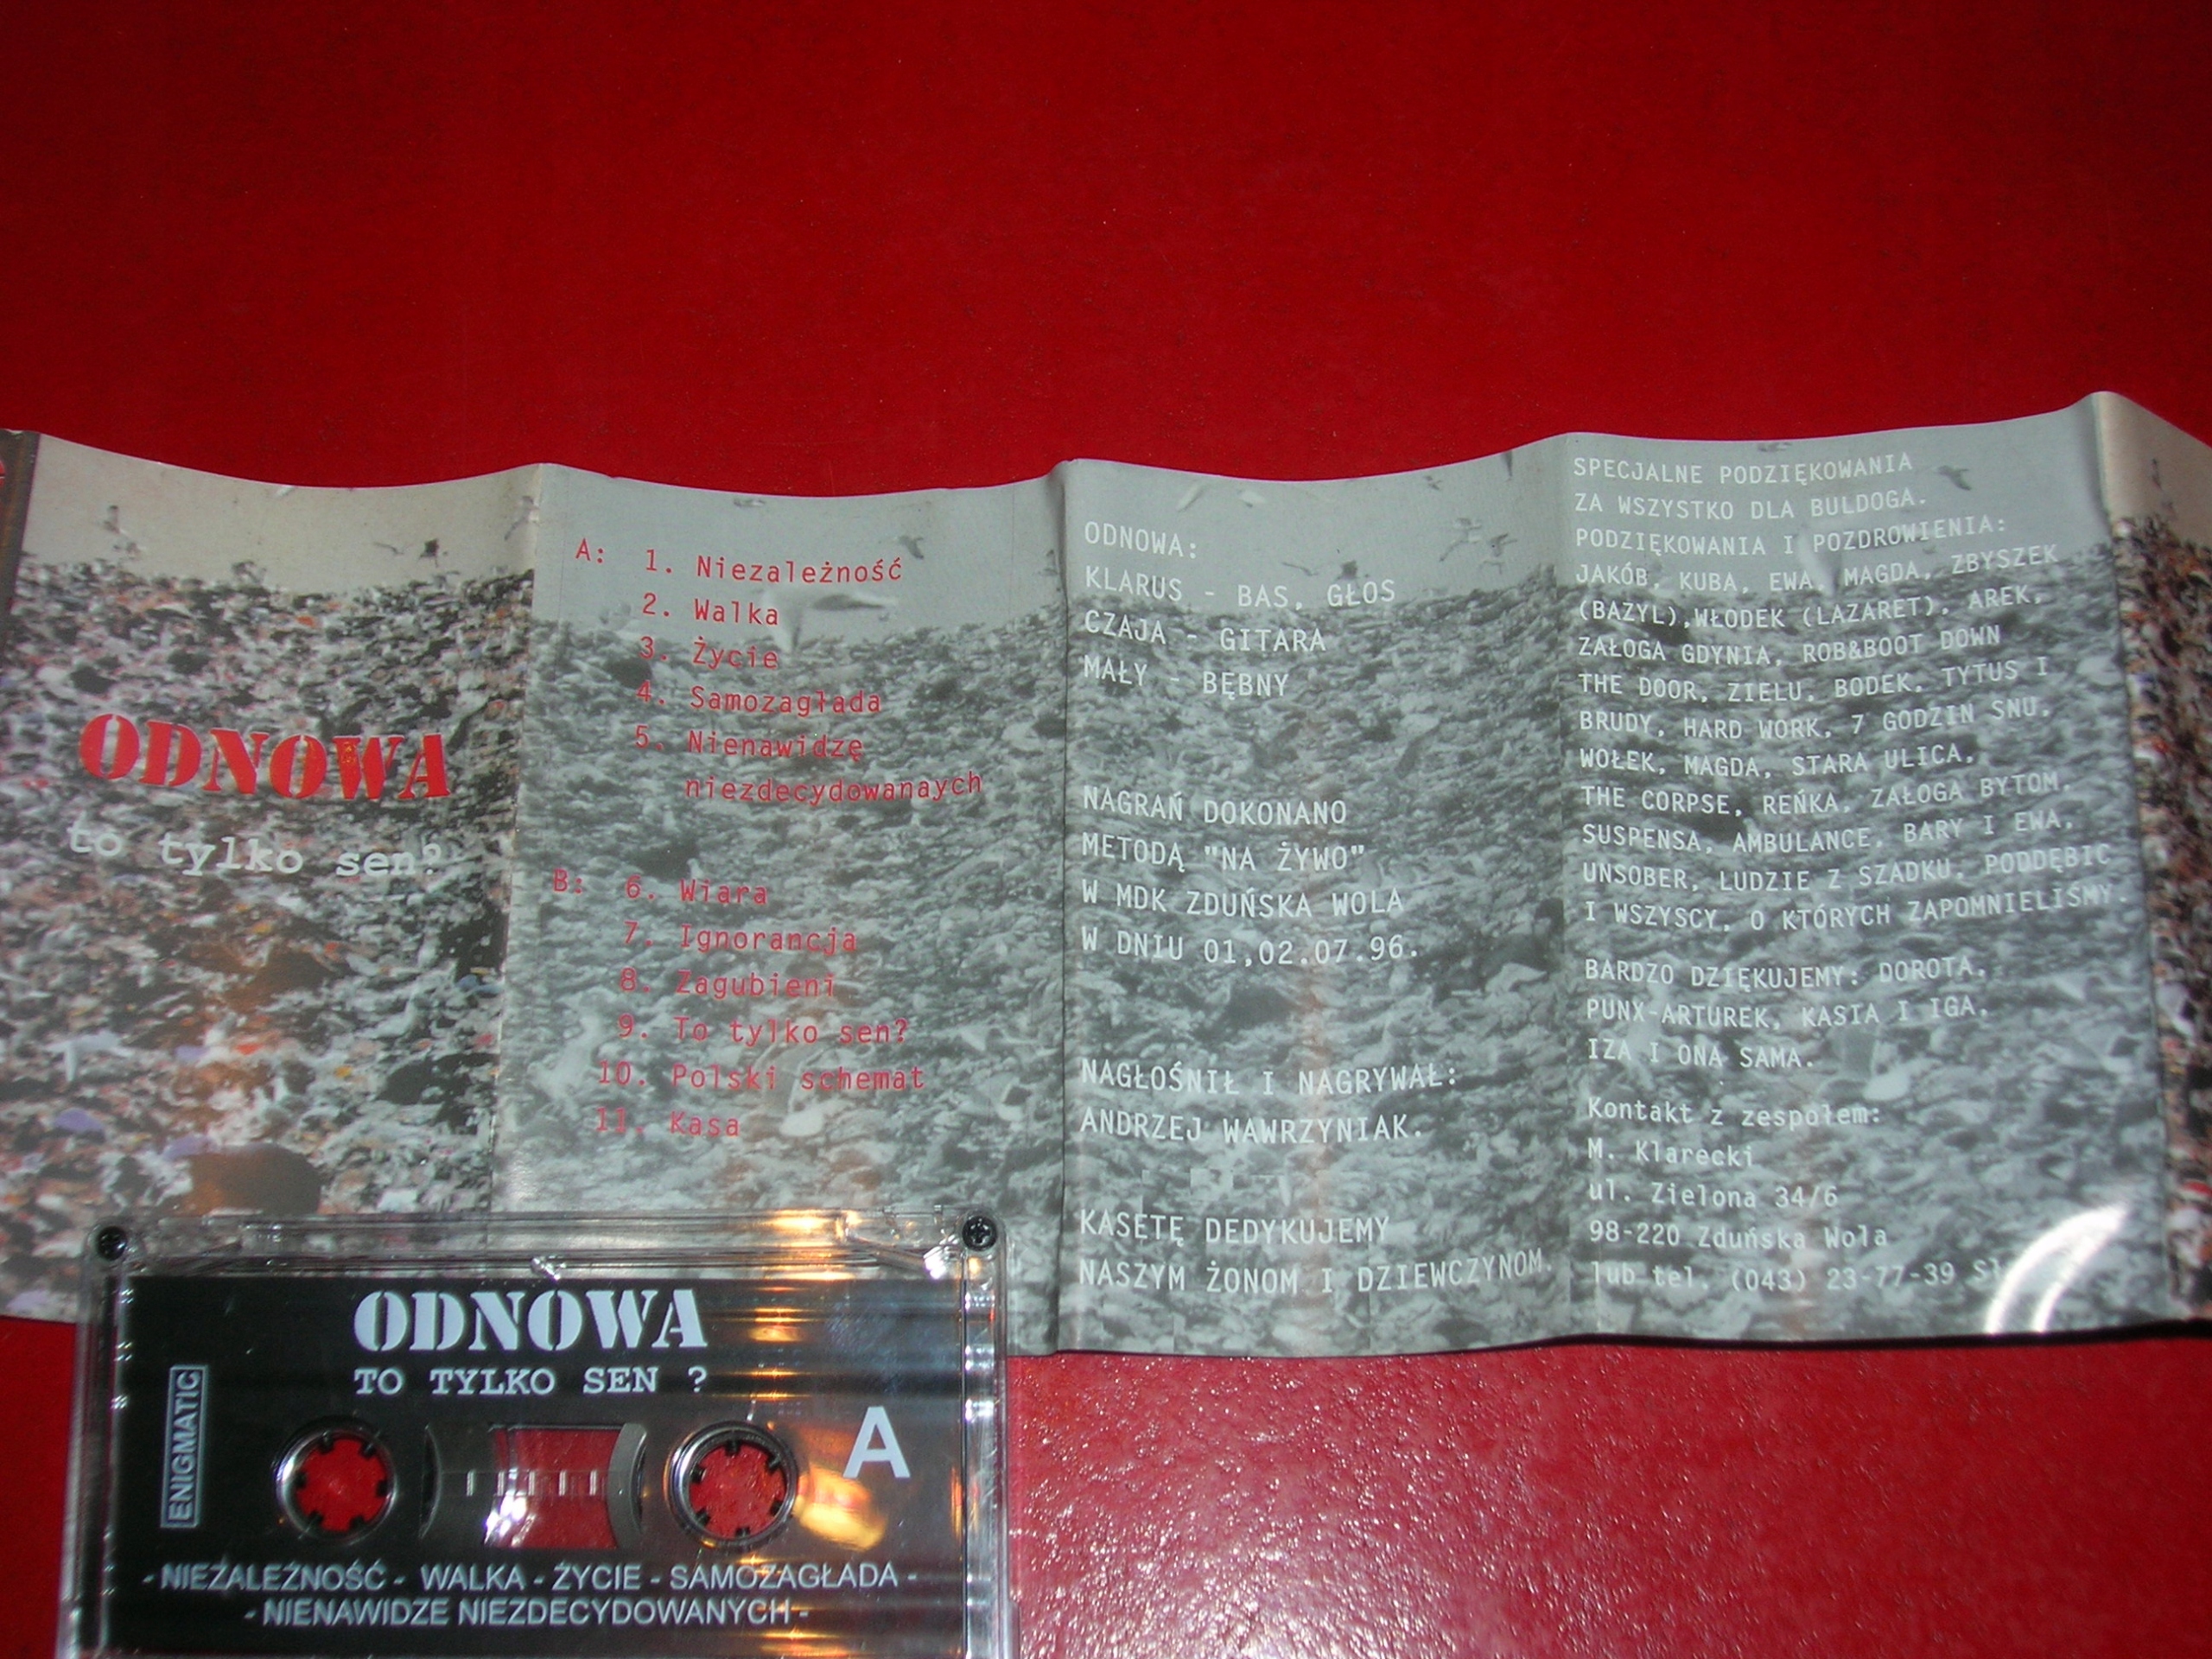 ODNOWA
to tylko sen?
A: 1. Niezależność
2. Walka
3. Życie
4. Samozagłada
5. Nienawidzę
niezdecydowanaych
B: 6. Wiara
7. Ignorancja
8. Zagubieni
9. To tylko sen?
10. Polski schemat
11. Kasa
ODNOWA:
KLARUS - BAS, GŁOS
CZAJA - GITARA
MAŁY - BĘBNY
NAGRAŃ DOKONANO
METODĄ "NA ŻYWO"
W MDK ZDUŃSKA WOLA
W DNIU 01,02.07.96.
NAGŁOŚNIŁ I NAGRYWAŁ:
ANDRZEJ WAWRZYNIAK.
KASETĘ DEDYKUJEMY
NASZYM ŻONOM I DZIEWCZYNOM.
SPECJALNE PODZIĘKOWANIA
ZA WSZYSTKO DLA BULDOGA.
PODZIĘKOWANIA I POZDROWIENIA:
JAKÓB, KUBA, EWA, MAGDA, ZBYSZEK
(BAZYL),WŁODEK (LAZARET), AREK,
ZAŁOGA GDYNIA, ROB&BOOT DOWN
THE DOOR, ZIELU, BODEK, TYTUS I
BRUDY, HARD WORK, 7 GODZIN SNU,
WOŁEK, MAGDA, STARA ULICA,
THE CORPSE, REŃKA, ZAŁOGA BYTOM,
SUSPENSA, AMBULANCE, BARY I EWA,
UNSOBER, LUDZIE Z SZADKU, PODDĘBIC
I WSZYSCY, O KTÓRYCH ZAPOMNIELIŚMY.
BARDZO DZIĘKUJEMY: DOROTA,
PUNX-ARTUREK, KASIA I IGA,
IZA I ONA SAMA.
Kontakt z zespołem:
M. Klarecki
ul. Zielona 34/6
98-220 Zduńska Wola
lub tel. (043) 23-77-39
ODNOWA
TO TYLKO SEN ?
ENIGMATIC
A
- NIEZALEŻNOŚĆ - WALKA - ŻYCIE - SAMOZAGŁADA -
- NIENAWIDZE NIEZDECYDOWANYCH -